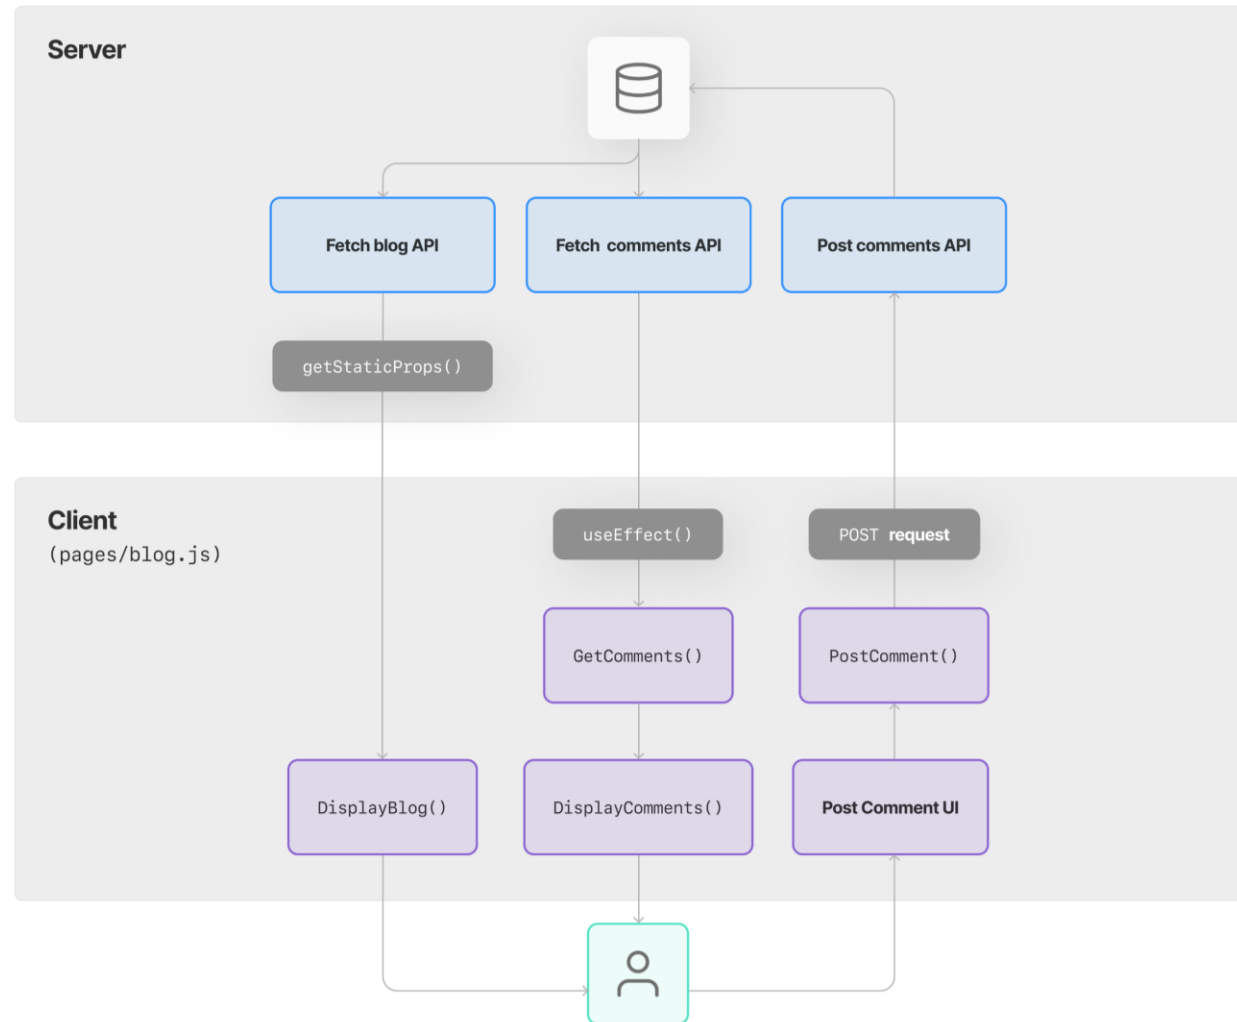 Server
Fetch blog API
Fetch comments API
Post comments API
getStaticProps()
Client
(pages/blog.js)
useEffect()
POST request
GetComments()
PostComment()
DisplayBlog()
DisplayComments()
Post Comment UI